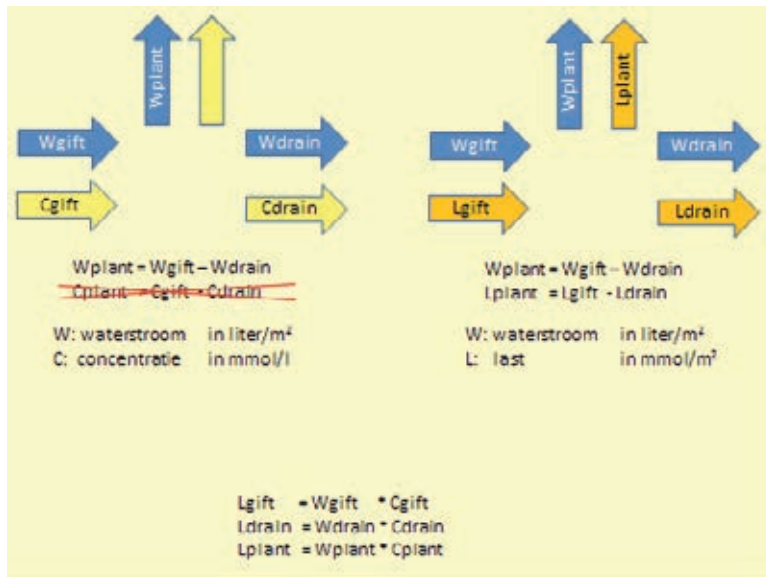 Wplant
Wgift
Wdrain
Cgift
Cdrain
Wplant = Wgift – Wdrain
Cplant = Cgift - Cdrain
W: waterstroom in liter/m²
C: concentratie in mmol/l
Wplant
Lplant
Wgift
Wdrain
Lgift
Ldrain
Wplant = Wgift – Wdrain
Lplant = Lgift - Ldrain
W: waterstroom in liter/m²
L: last in mmol/m²
Lgift = Wgift * Cgift
Ldrain = Wdrain * Cdrain
Lplant = Wplant * Cplant